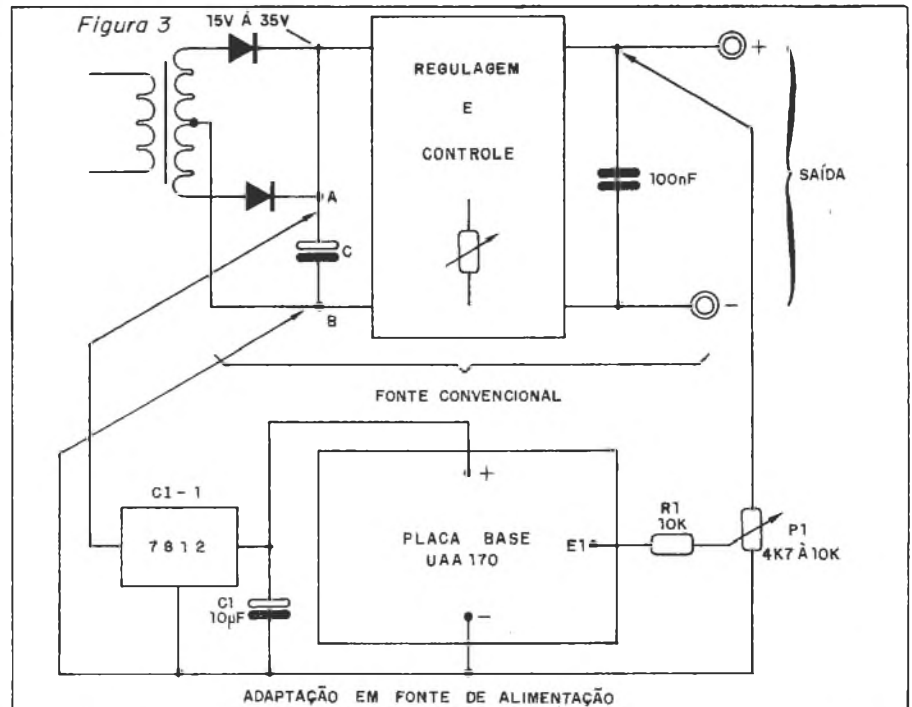 Figura 3
15V À 35V
REGULAGEM
E
CONTROLE
+
100nF
SAÍDA
A
C
B
-
FONTE CONVENCIONAL
CI-1
7812
+
PLACA BASE
UAA 170
E1
-
R1
10K
P1
4K7 À 10K
C1
10µF
ADAPTAÇÃO EM FONTE DE ALIMENTAÇÃO